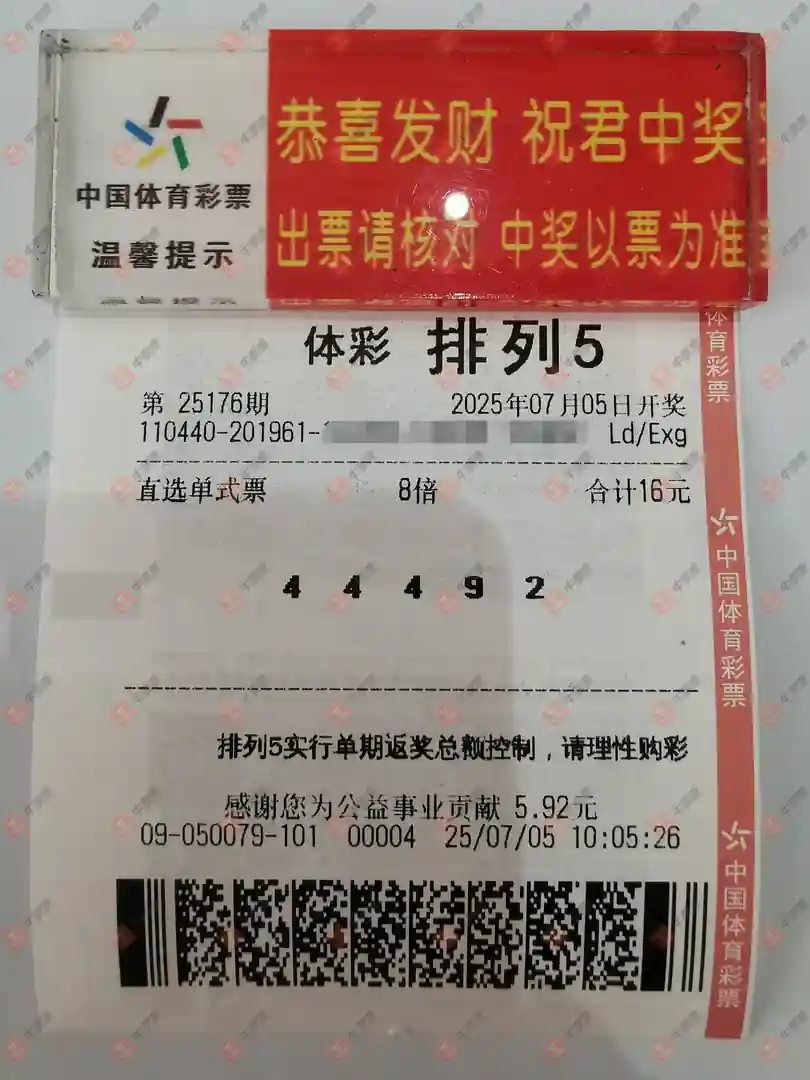 恭喜发财 祝君中奖
中国体育彩票
温馨提示
出票请核对 中奖以票为准
体彩 排列5
第 25176期 2025年07月05日开奖
110440-201961- Ld/Exg
直选单式票 8倍 合计16元
4 4 4 9 2
排列5实行单期返奖总额控制，请理性购彩
感谢您为公益事业贡献 5.92元
09-050079-101 00004 25/07/05 10:05:26
体育彩票
中国体育彩票
中国体育彩票